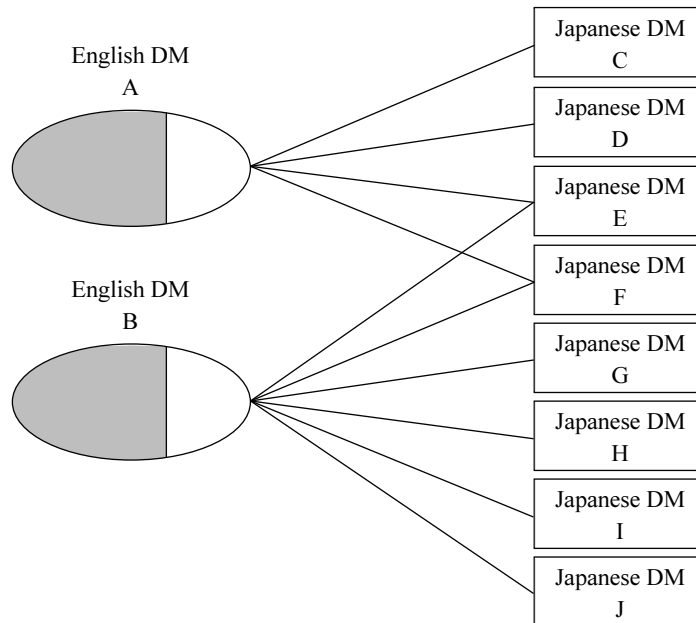 English DM
A
English DM
B
Japanese DM
C
Japanese DM
D
Japanese DM
E
Japanese DM
F
Japanese DM
G
Japanese DM
H
Japanese DM
I
Japanese DM
J